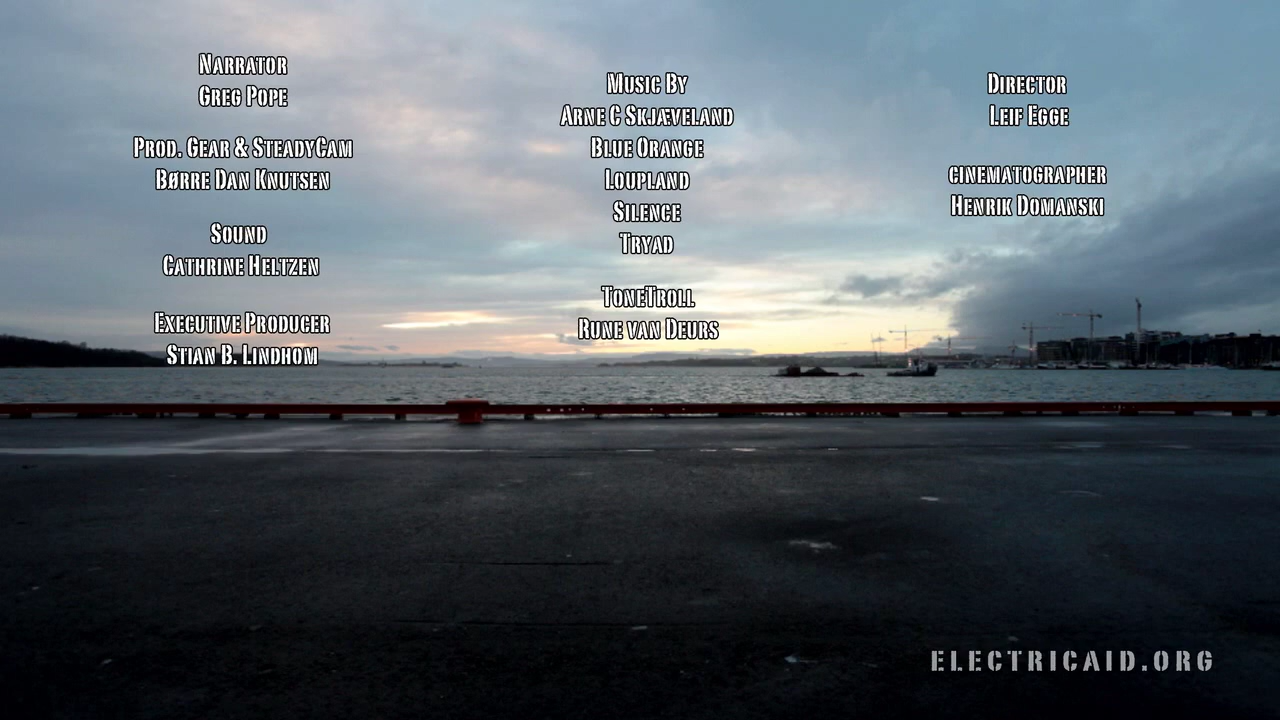 Narrator
Greg Pope
Prod. Gear & SteadyCam
Børre Dan Knutsen
Sound
Cathrine Heltzen
Executive Producer
Stian B. Lindhom
Music By
Arne C Skjæveland
Blue Orange
Loupland
Silence
Tryad
ToneTroll
Rune van Deurs
Director
Leif Egge
cinematographer
Henrik Domanski
ELECTRICAID.ORG